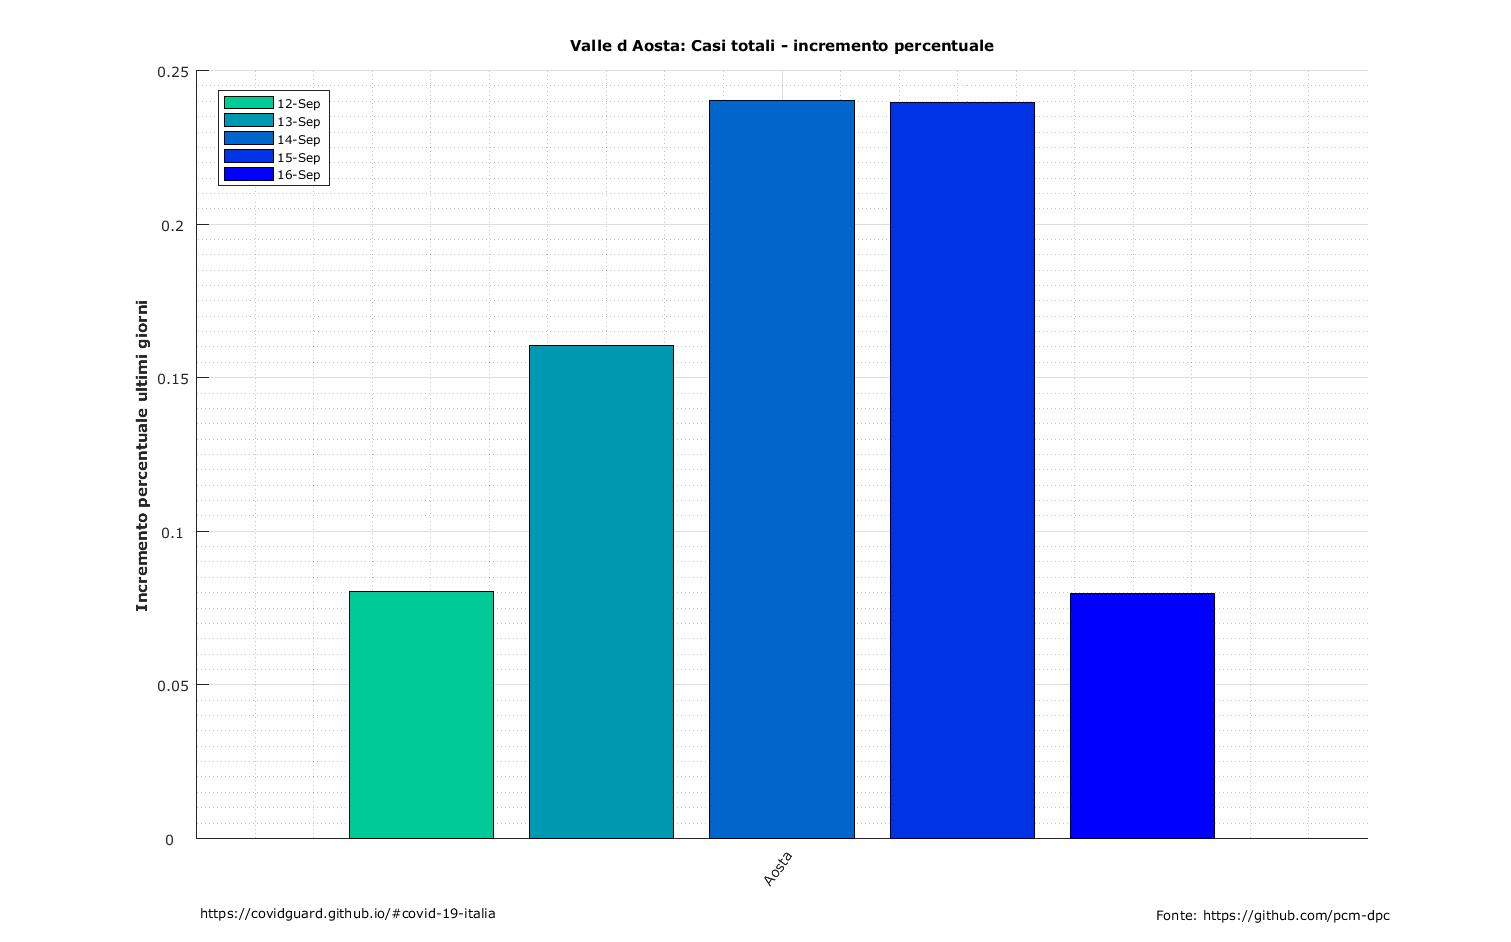 Valle d Aosta: Casi totali - incremento percentuale
0.25
0.2
0.15
0.1
0.05
0
Incremento percentuale ultimi giorni
12-Sep
13-Sep
14-Sep
15-Sep
16-Sep
Aosta
https://covidguard.github.io/#covid-19-italia
Fonte: https://github.com/pcm-dpc